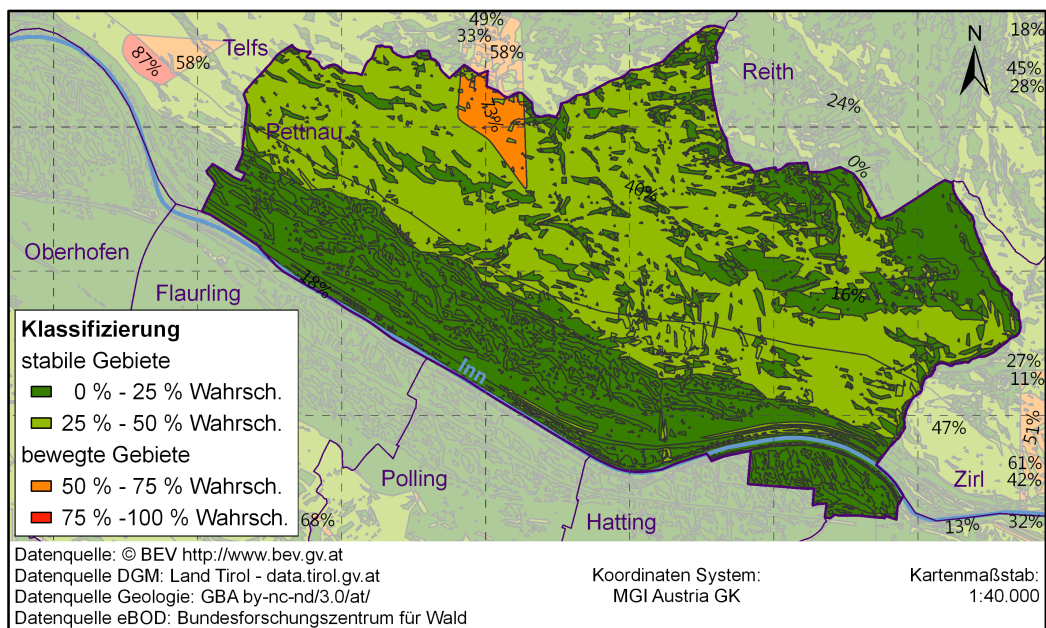 49%
33%
58%
18%
N
Telfs
87%
58%
Reith
45%
28%
24%
73%
Pettnau
0%
40%
Oberhofen
18%
Flaurling
16%
Klassifizierung
stabile Gebiete
0 % - 25 % Wahrsch.
25 % - 50 % Wahrsch.
bewegte Gebiete
50 % - 75 % Wahrsch.
75 % -100 % Wahrsch.
Inn
27%
11%
47%
51%
61%
42%
Polling
Zirl
68%
Hatting
13%
32%
Datenquelle: © BEV http://www.bev.gv.at
Datenquelle DGM: Land Tirol - data.tirol.gv.at
Datenquelle Geologie: GBA by-nc-nd/3.0/at/
Datenquelle eBOD: Bundesforschungszentrum für Wald
Koordinaten System:
MGI Austria GK
Kartenmaßstab:
1:40.000